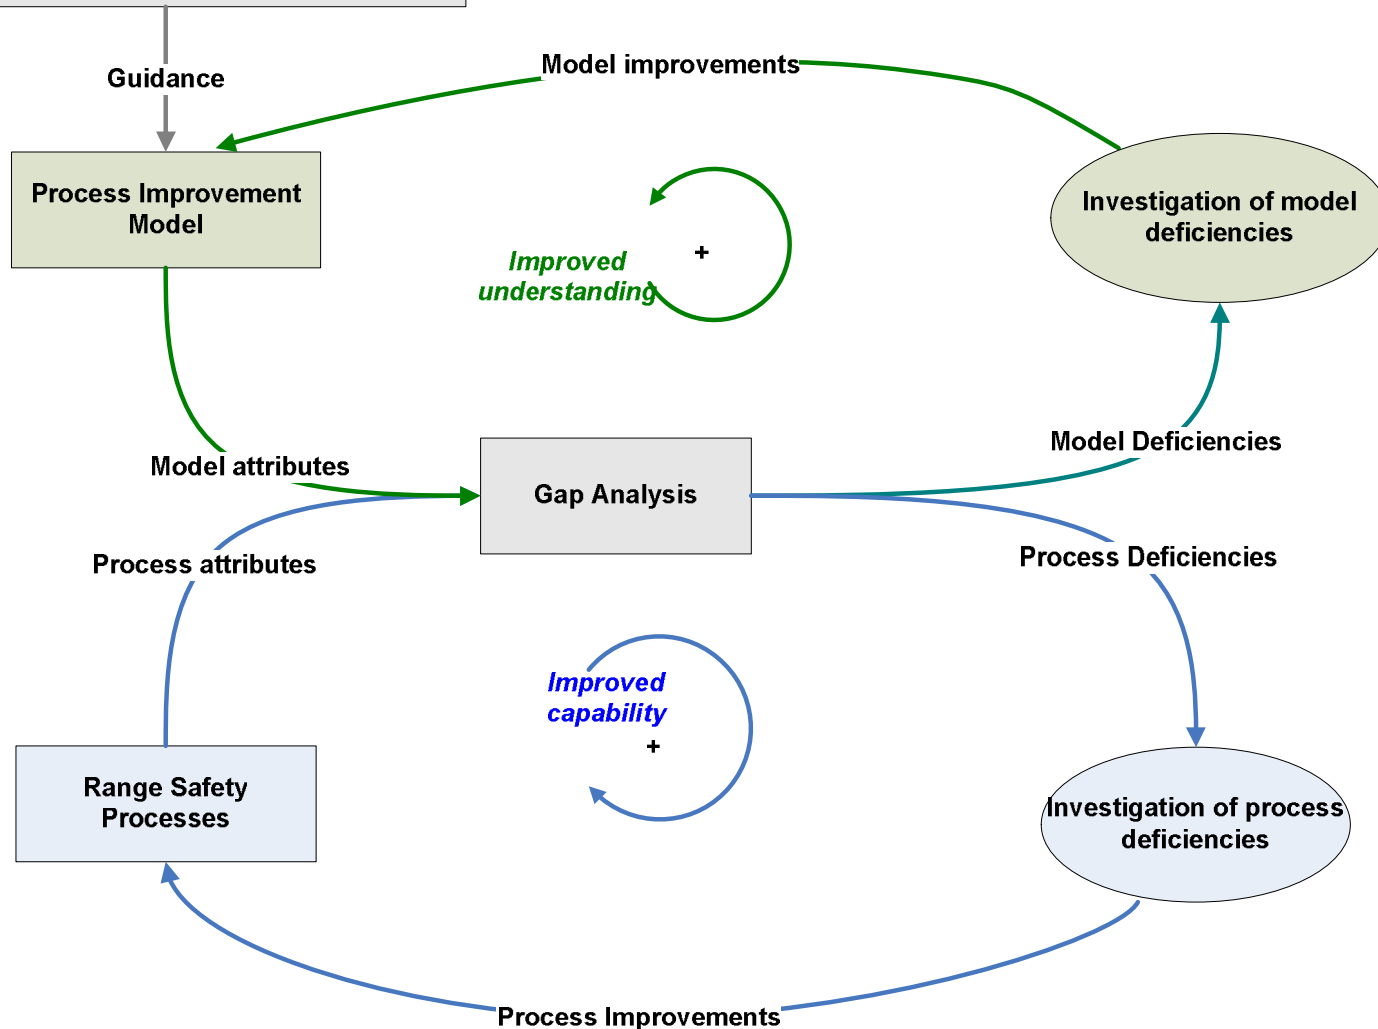 Guidance
Model improvements
Process Improvement
Model
Investigation of model
deficiencies
Improved
understanding
+
Model attributes
Gap Analysis
Model Deficiencies
Process attributes
Process Deficiencies
Improved
capability
+
Range Safety
Processes
Investigation of process
deficiencies
Process Improvements